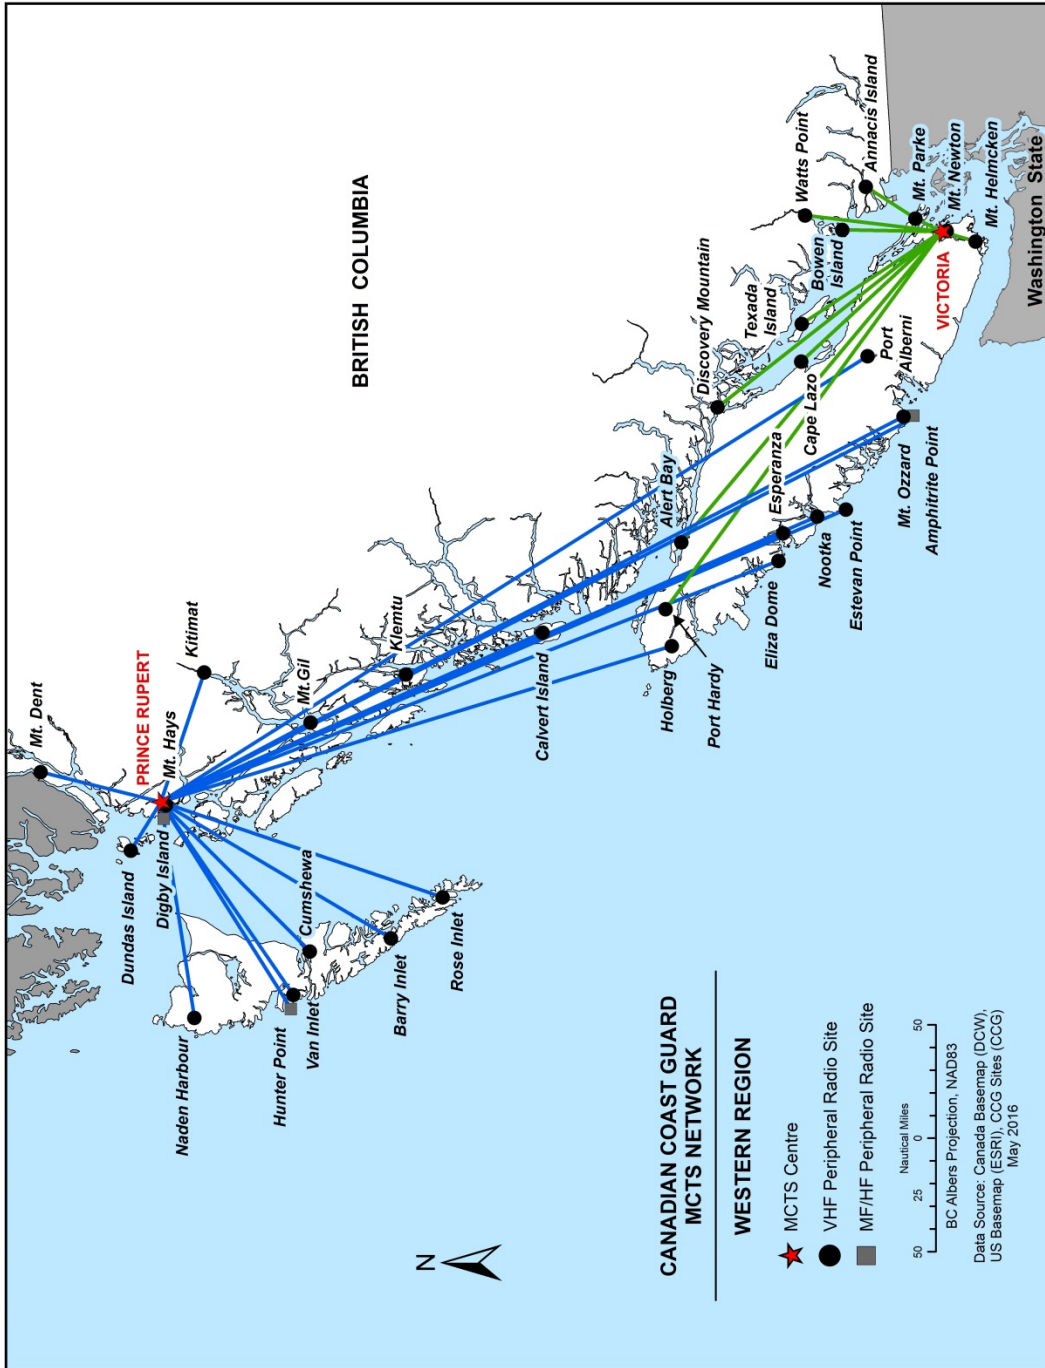 BRITISH COLUMBIA
Mt. Dent
PRINCE RUPERT
Kitimat
Mt. Hays
Dundas Island
Digby Island
Mt.Gil
Klemtu
Naden Harbour
Hunter Point
Van Inlet
Cumshewa
Barry Inlet
Rose Inlet
Calvert Island
Alert Bay
Holberg
Port Hardy
Discovery Mountain
Texada
Island
Bowen
Island
Watts Point
Annacis Island
Mt. Parke
Mt. Newton
Mt. Helmcken
VICTORIA
Washington State
Cape Lazo
Port
Alberni
Esperanza
Eliza Dome
Nootka
Estevan Point
Mt. Ozzard
Amphitrite Point
N
CANADIAN COAST GUARD
MCTS NETWORK
WESTERN REGION
MCTS Centre
VHF Peripheral Radio Site
MF/HF Peripheral Radio Site
Nautical Miles
50 25 0 50
BC Albers Projection, NAD83
Data Source: Canada Basemap (DCW),
US Basemap (ESRI), CCG Sites (CCG)
May 2016